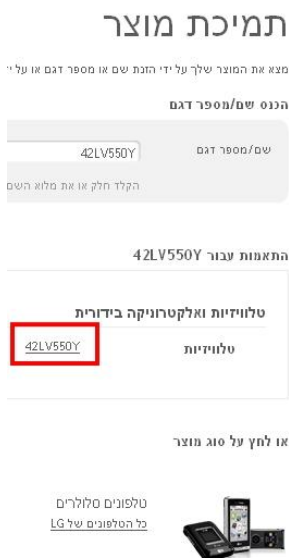 תמיכת מוצר
מצא את המוצר שלך על ידי הזנת שם או מספר דגם או על
הכנס שם/מספר דגם
שם/מספר דגם 42LV550Y
הקלד חלק או את מלוא השם
התאמות עבור 42LV550Y
טלוויזיות ואלקטרוניקה בידורית
טלוויזיות 42LV550Y
או לחץ על סוג מוצר
טלפונים סלולרים
כל הטלפונים של LG